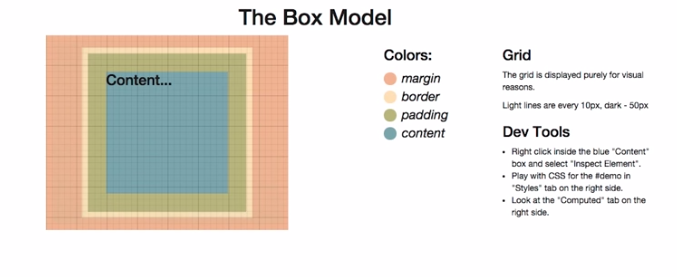 The Box Model
Content...
Colors:
margin
border
padding
content
Grid
The grid is displayed purely for visual
reasons.
Light lines are every 10px, dark - 50px
Dev Tools
• Right click inside the blue "Content"
box and select "Inspect Element".
• Play with CSS for the #demo in
"Styles" tab on the right side.
• Look at the "Computed" tab on the
right side.